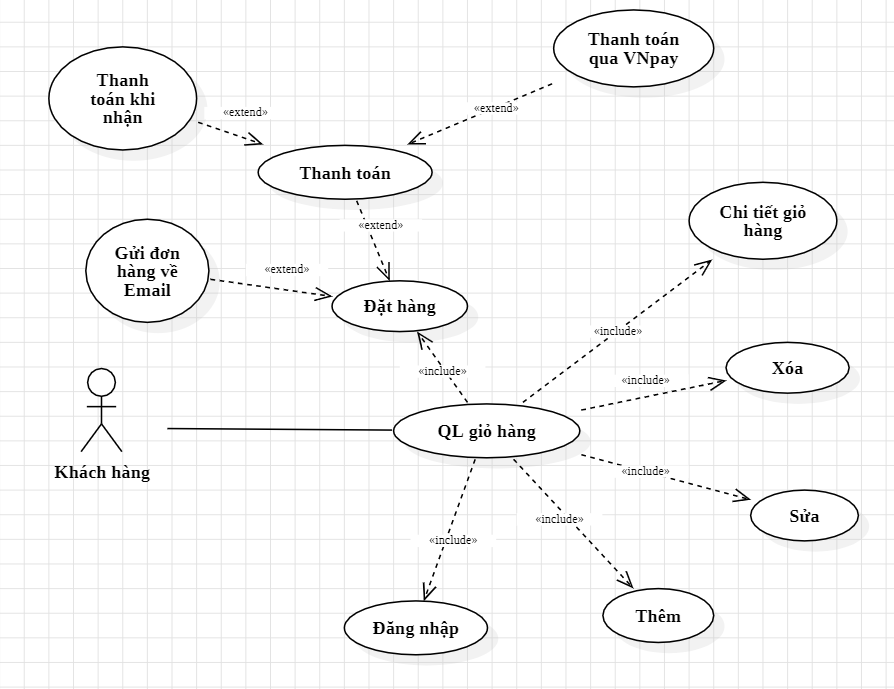 Thanh toán
qua VNpay
Thanh
toán khi
nhận
«extend»
«extend»
Thanh toán
Chi tiết giỏ
hàng
«extend»
Gửi đơn
hàng về
Email
«extend»
Đặt hàng
«include»
«include»
Xóa
«include»
QL giỏ hàng
Khách hàng
«include»
Sửa
«include»
«include»
Thêm
Đăng nhập